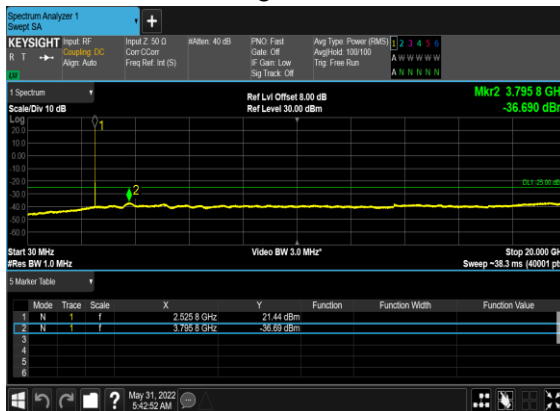 Spectrum Analyzer 1
Swept SA
KEYSIGHT Input: RF Input Z: 50 Ω #Atten: 40 dB PNO: Fast Avg Type: Power (RMS) 1 2 3 4 5 6
R T Coupling: DC Corr CCorr Gate: Off Avg|Hold: 100/100 A W W W W W
Align: Auto Freq Ref: Int (S) IF Gain: Low Trig: Free Run
Sig Track: Off A N N N N N
1 Spectrum
Ref Lvl Offset 8.00 dB Mkr2 3.795 8 GH
Scale/Div 10 dB Ref Level 30.00 dBm -36.690 dB
Log
20.0
10.0
0.00
-10.0
-20.0
-30.0
-40.0
-50.0
-60.0
1
2
DL1 -25.00 dB
Start 30 MHz Video BW 3.0 MHz* Stop 20.000 GH
#Res BW 1.0 MHz Sweep ~38.3 ms (40001 pt
5 Marker Table
Mode Trace Scale X Y Function Function Width Function Value
1 N 1 f 2.525 8 GHz 21.44 dBm
2 N 1 f 3.795 8 GHz -36.69 dBm
3
4
5
6
? May 31, 2022
5:42:52 AM